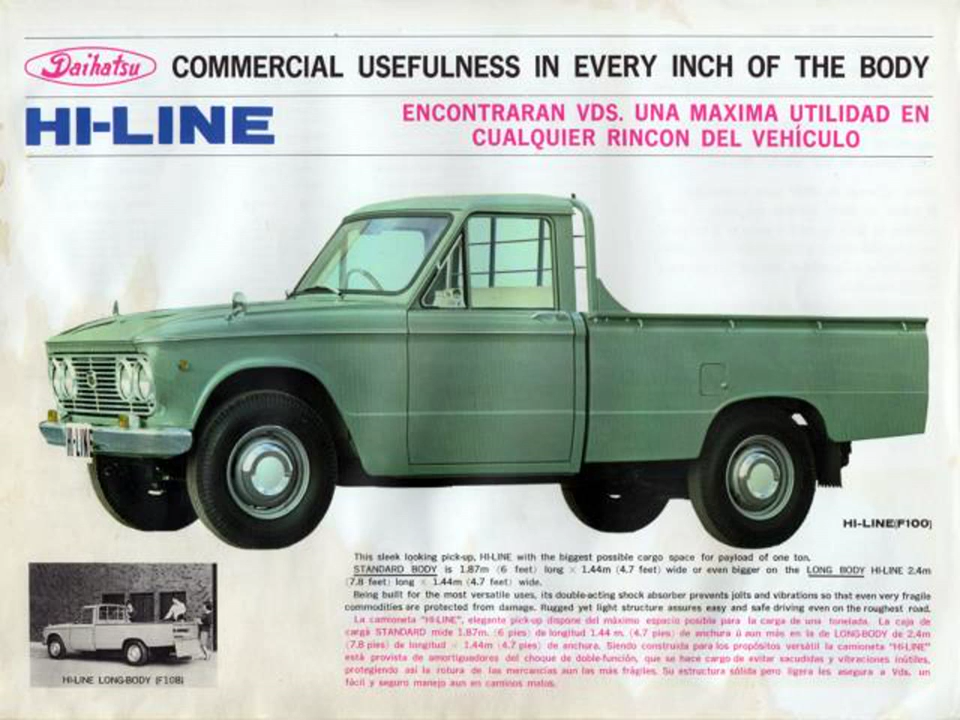 Daihatsu
COMMERCIAL USEFULNESS IN EVERY INCH OF THE BODY
HI-LINE
ENCONTRARAN VDS. UNA MAXIMA UTILIDAD EN
CUALQUIER RINCON DEL VEHÍCULO
HI-LINE
HI-LINE(F100)
This sleek looking pick-up, HI-LINE with the biggest possible cargo space for payload of one ton.
STANDARD BODY is 1.87m (6 feet) long × 1.44m (4.7 feet) wide or even bigger on the LONG BODY HI-LINE 2.4m
(7.8 feet) long × 1.44m (4.7 feet) wide.
Being built for the most versatile uses, its double-acting shock absorber prevents jolts and vibrations so that even very fragile
commodities are protected from damage. Rugged yet light structure assures easy and safe driving even on the roughest road.
La camioneta "HI-LINE", elegante pick-up dispone del máximo espacio posible para la carga de una tonelada. La caja de
carga STANDARD mide 1.87m. (6 pies) de longitud 1.44 m. (4.7 pies) de anchura ú aun más en la de LONG-BODY de 2.4m
(7.8 pies) de longitud × 1.44m (4.7 pies) de anchura. Siendo construida para los propósitos versátil la camioneta "HI-LINE"
está provista de amortiguadores del choque de doble-función, que se hace cargo de evitar sacudidas y vibraciones inútiles,
protegiendo así la rotura de las mercancías aun las más frágiles. Su estructura sólida pero ligera les asegura a Vds. un
fácil y seguro manejo aun en caminos malos.
HI-LINE LONG-BODY (F108)